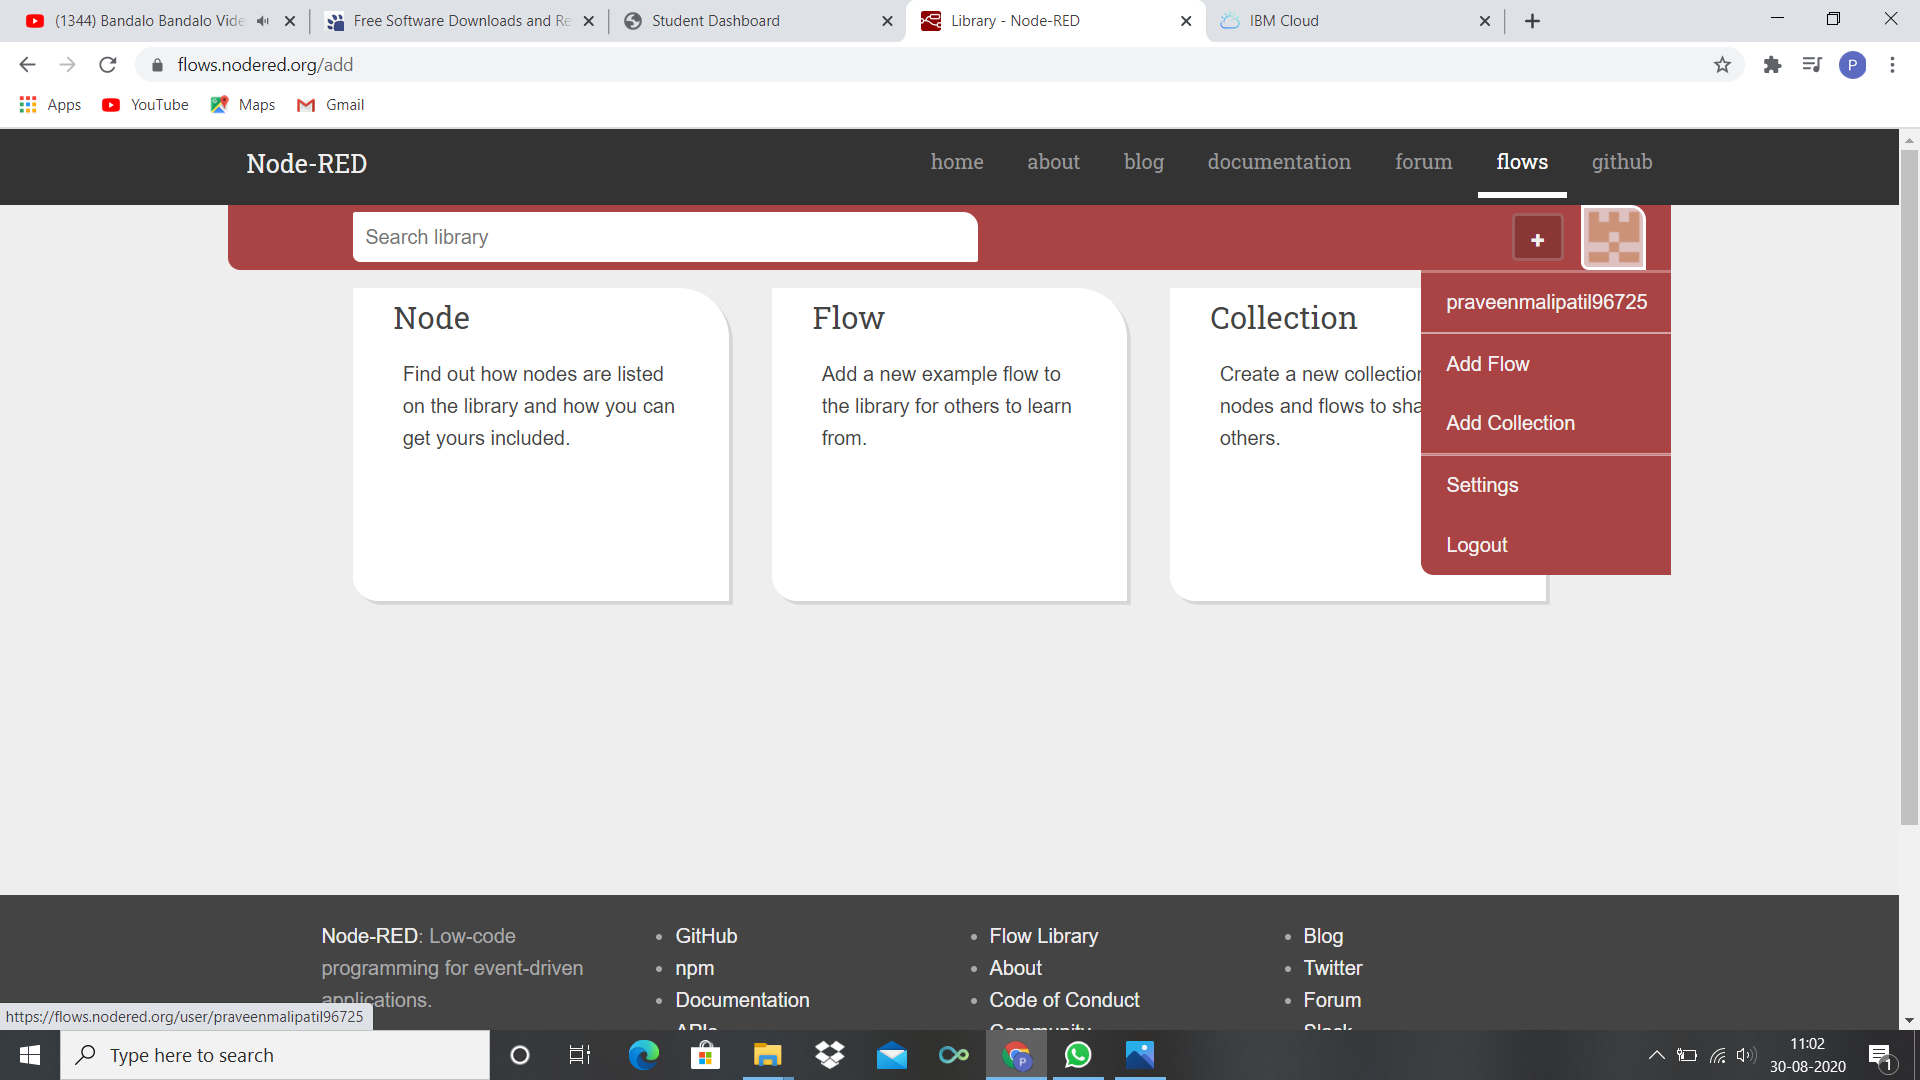 (1344) Bandalo Bandalo Vide
Free Software Downloads and Re
Student Dashboard
Library - Node-RED
IBM Cloud
flows.nodered.org/add
P
Apps
YouTube
Maps
Gmail
Node-RED
home
about
blog
documentation
forum
flows
github
Search library
+
praveenmalipatil96725
Add Flow
Add Collection
Settings
Logout
Node
Find out how nodes are listed
on the library and how you can
get yours included.
Flow
Add a new example flow to
the library for others to learn
from.
Collection
Create a new collection
nodes and flows to sha
others.
Node-RED: Low-code
programming for event-driven
applications.
GitHub
npm
Documentation
APIs
Flow Library
About
Code of Conduct
Community
Blog
Twitter
Forum
Slack
https://flows.nodered.org/user/praveenmalipatil96725
Type here to search
P
11:02
30-08-2020
1